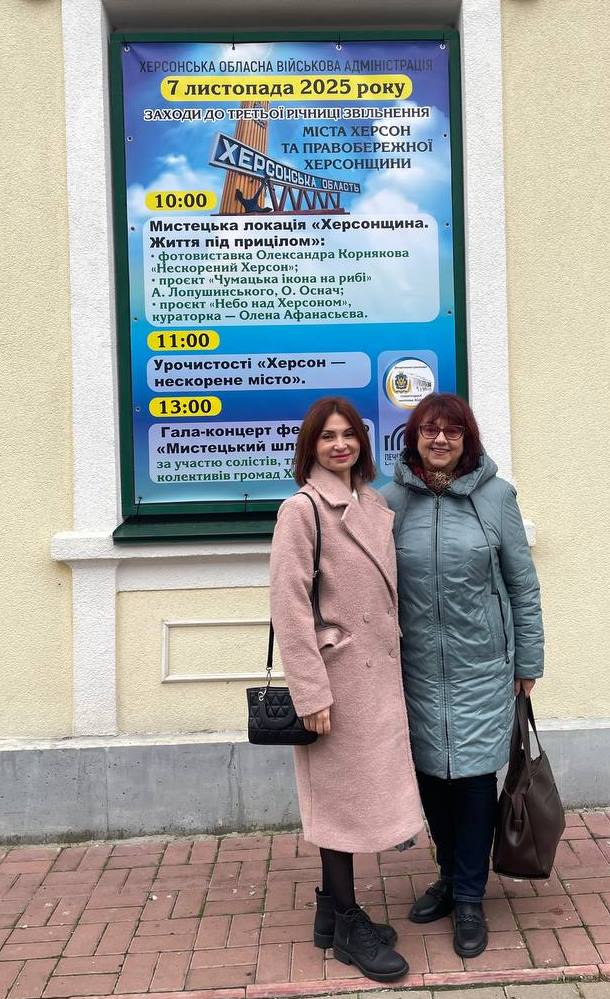 ХЕРСОНСЬКА ОБЛАСНА ВІЙСЬКОВА АДМІНІСТРАЦІЯ
7 листопада 2025 року
ЗАХОДИ ДО ТРЕТЬОЇ РІЧНИЦІ ЗВІЛЬНЕННЯ
МІСТА ХЕРСОН
ТА ПРАВОБЕРЕЖНОЇ
ХЕРСОНЩИНИ
ХЕРСОНСЬКА ОБЛАСТЬ
10:00
Мистецька локація «Херсонщина.
Життя під прицілом»:
• фотовиставка Олександра Корнякова
«Нескорений Херсон»;
• проєкт «Чумацька ікона на рибі»
А. Лопушинського, О. Оснач;
• проєкт «Небо над Херсоном»,
кураторка — Олена Афанасьєва.
11:00
Урочистості «Херсон —
нескорене місто».
13:00
Гала-концерт
«Мистецький
за участю солістів,
колективів громад